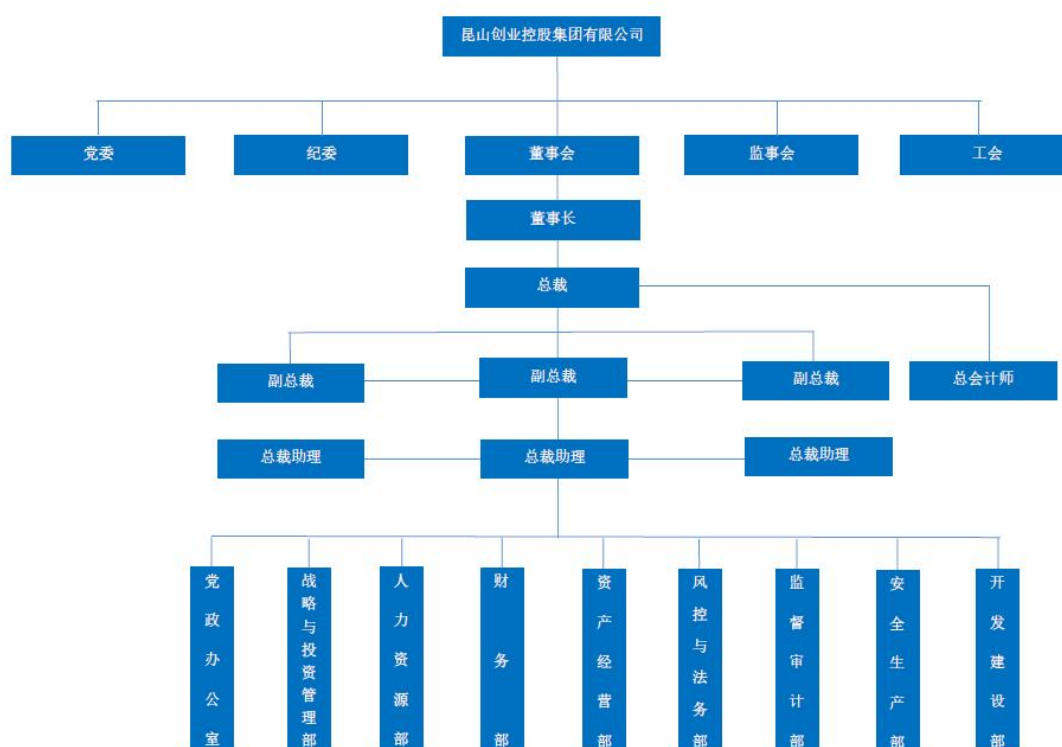 昆山创业控股集团有限公司
党委
纪委
董事会
监事会
工会
董事长
总裁
副总裁
副总裁
副总裁
总会计师
总裁助理
总裁助理
总裁助理
党政办公室
战略与投资管理部
人力资源部
财务部
资产经营部
风控与法务部
监督审计部
安全生产部
开发建设部